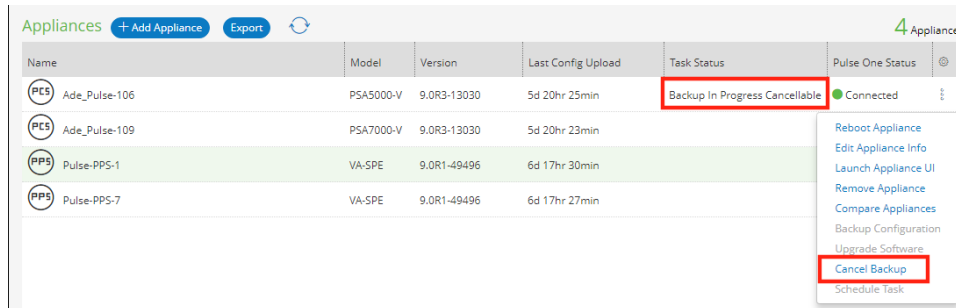 Appliances + Add Appliance Export 4 Appliance
Name Model Version Last Config Upload Task Status Pulse One Status
PCS Ade_Pulse-106 PSA5000-V 9.0R3-13030 5d 20hr 25min Backup In Progress Cancellable Connected
PCS Ade_Pulse-109 PSA7000-V 9.0R3-13030 5d 20hr 23min
PPS Pulse-PPS-1 VA-SPE 9.0R1-49496 6d 17hr 30min
PPS Pulse-PPS-7 VA-SPE 9.0R1-49496 6d 17hr 27min
Reboot Appliance
Edit Appliance Info
Launch Appliance UI
Remove Appliance
Compare Appliances
Backup Configuration
Upgrade Software
Cancel Backup
Schedule Task